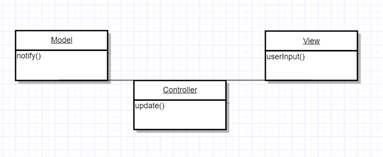 Model
notify()
View
userInput()
Controller
update()